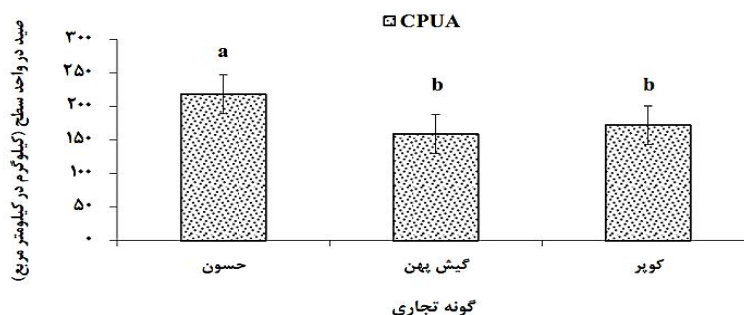 CPUA
صید در واحد سطح (کیلوگرم در کیلومتر مربع)
۳۰۰
۲۵۰
۲۰۰
۱۵۰
۱۰۰
۵۰
۰
a
b
b
حسون
گیش پهن
کوپر
گونه تجاری